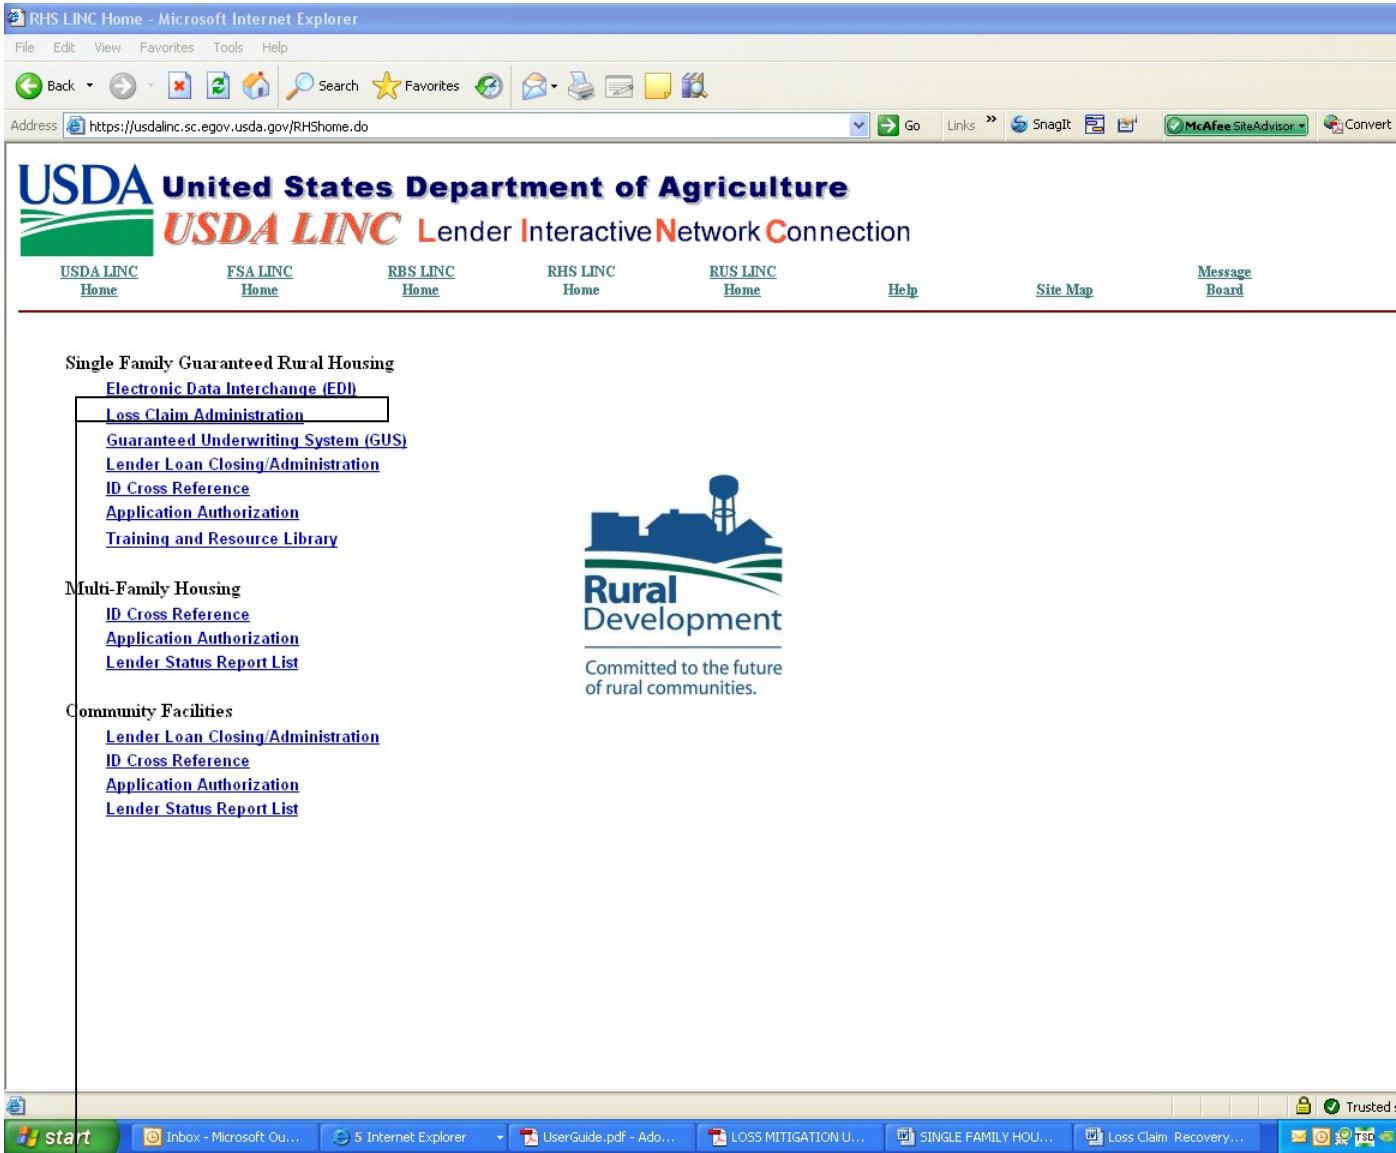 RHS LINC Home - Microsoft Internet Explorer
File Edit View Favorites Tools Help
Back Search Favorites
Address https://usdalinc.sc.egov.usda.gov/RHShome.do Go Links » SnagIt McAfee SiteAdvisor Convert
USDA United States Department of Agriculture
USDA LINC Lender Interactive Network Connection
USDA LINC Home FSA LINC Home RBS LINC Home RHS LINC Home RUS LINC Home Help Site Map Message Board
Single Family Guaranteed Rural Housing
Electronic Data Interchange (EDI)
Loss Claim Administration
Guaranteed Underwriting System (GUS)
Lender Loan Closing/Administration
ID Cross Reference
Application Authorization
Training and Resource Library
Multi-Family Housing
ID Cross Reference
Application Authorization
Lender Status Report List
Community Facilities
Lender Loan Closing/Administration
ID Cross Reference
Application Authorization
Lender Status Report List
Rural
Development
Committed to the future
of rural communities.
Trusted
start Inbox - Microsoft Ou... 5 Internet Explorer UserGuide.pdf - Ado... LOSS MITIGATION U... SINGLE FAMILY HOU... Loss Claim Recovery... TSD